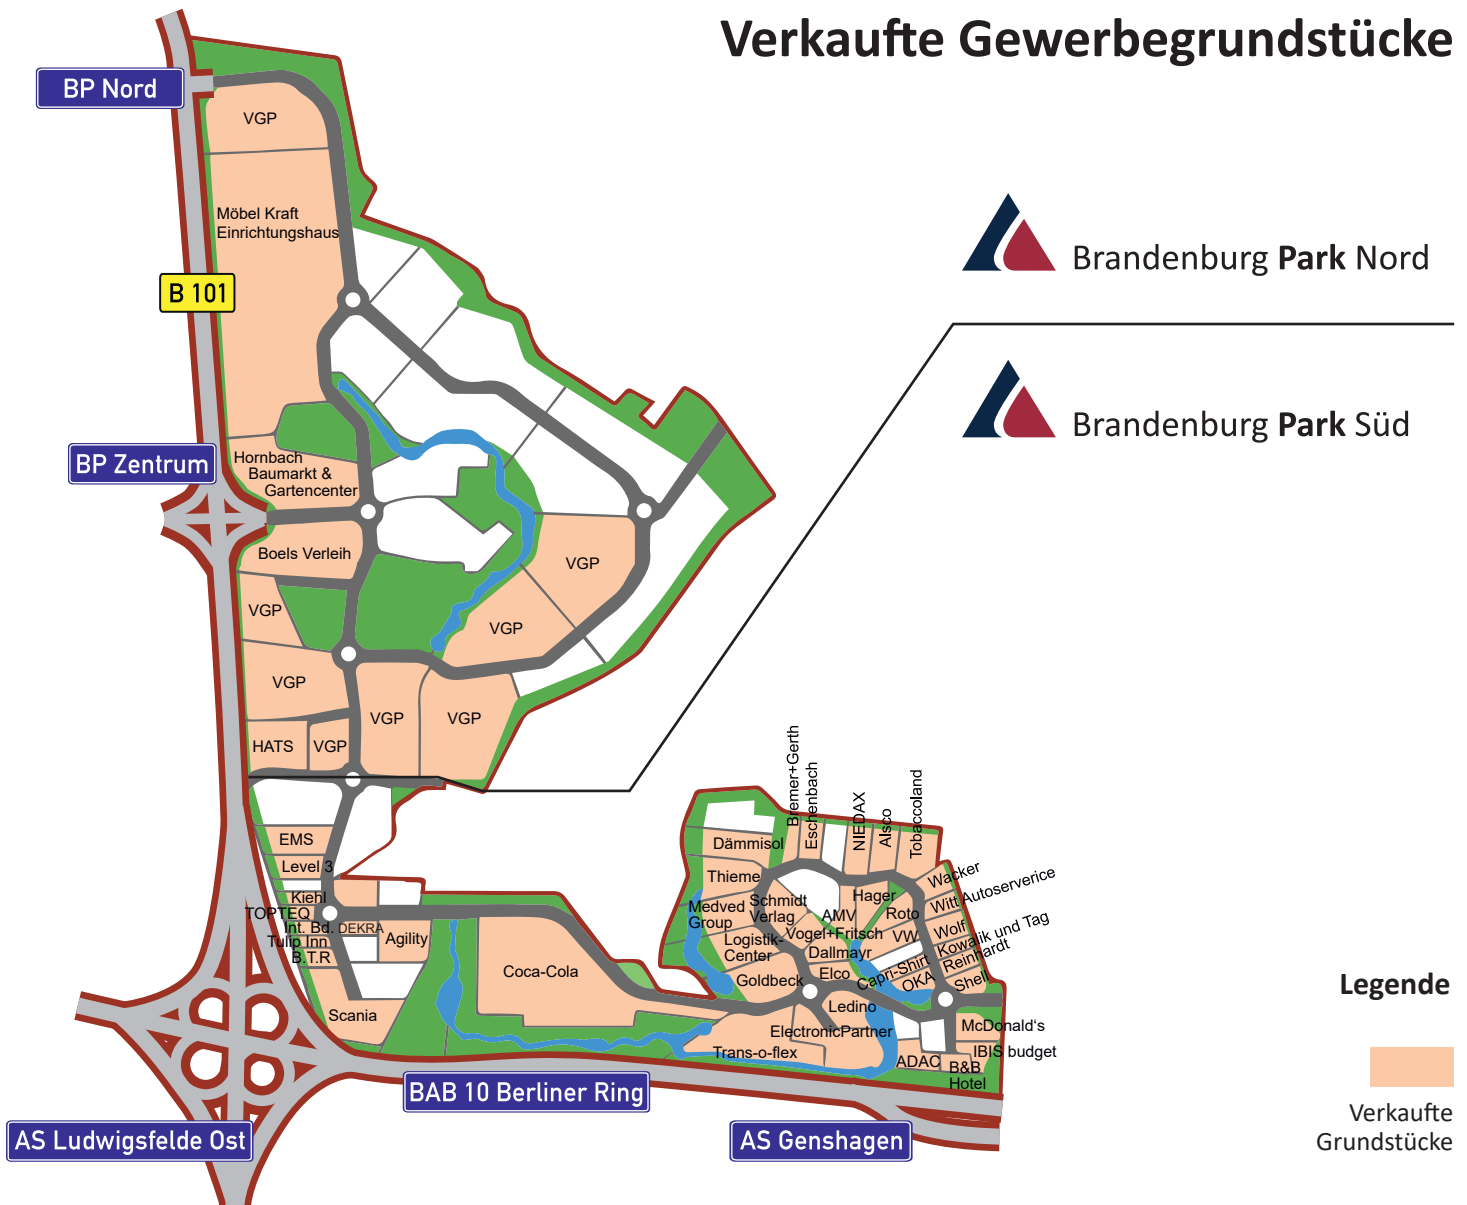 Verkaufte Gewerbegrundstücke
BP Nord
VGP
Möbel Kraft
Einrichtungshaus
Brandenburg Park Nord
B 101
Brandenburg Park Süd
BP Zentrum
Hornbach
Baumarkt &
Gartencenter
Boels Verleih
VGP
VGP
VGP
VGP
VGP
VGP
HATS
VGP
EMS
Level 3
Kiehl
TOPTEQ
Int. Bd.
DEKRA
Tulip Inn
B.T.R
Agility
Scania
Coca-Cola
Bremer+Gerth
Eschenbach
NIEDAX
Alsco
Tobaccoland
Dämmisol
Thieme
Medved
Group
Schmidt
Verlag
Logistik-
Center
Goldbeck
AMV
Hager
Roto
Vogel+Fritsch
VW
Dallmayr
Elco
Wacker
Witt Autoserverice
Wolf
Kowalik und Tag
Reinhardt
Capri-Shirt
OKA
Shell
Ledino
ElectronicPartner
Trans-o-flex
McDonald's
IBIS budget
ADAC
B&B
Hotel
BAB 10 Berliner Ring
AS Ludwigsfelde Ost
AS Genshagen
Legende
Verkaufte
Grundstücke